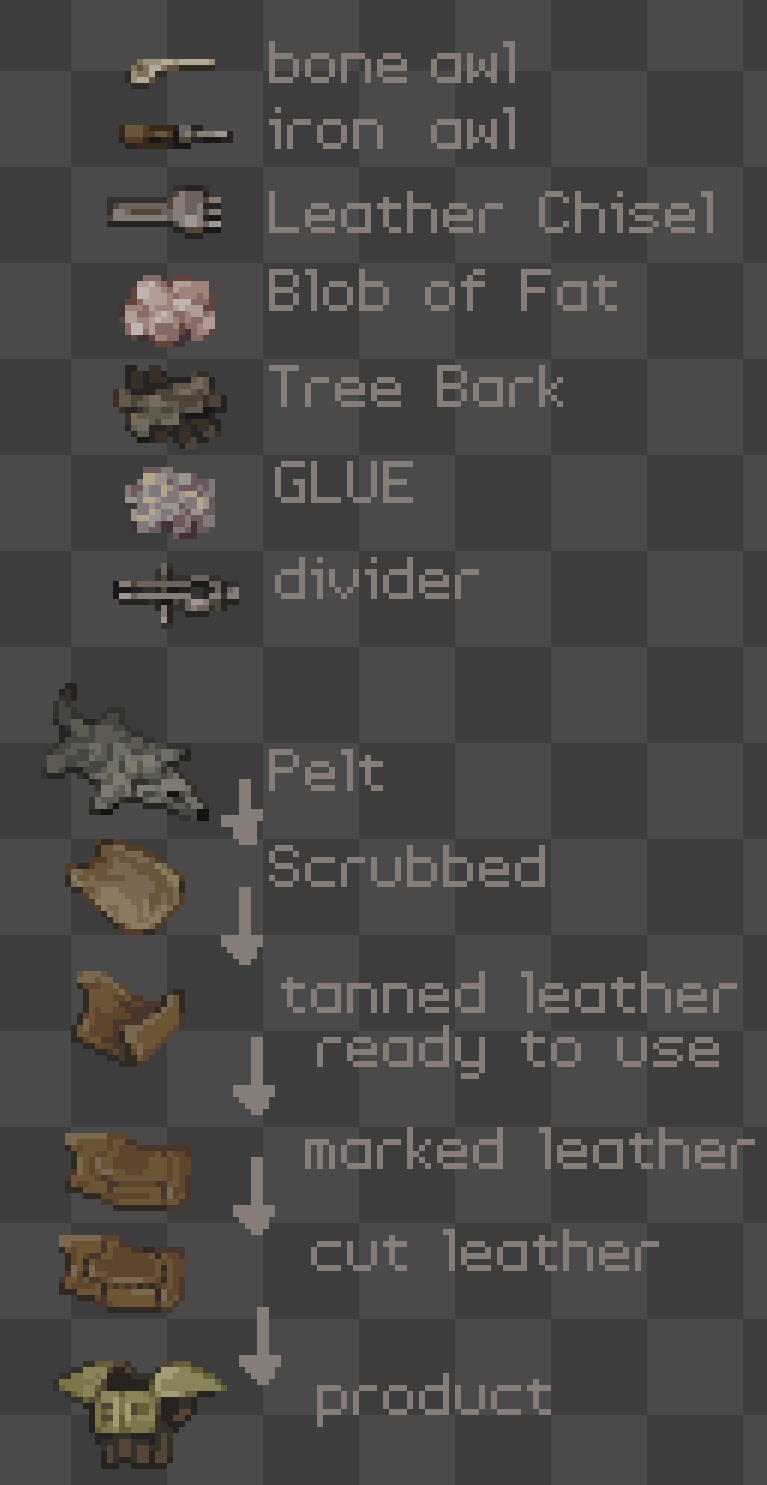 bone awl
iron awl
Leather Chisel
Blob of Fat
Tree Bark
GLUE
divider
Pelt
Scrubbed
tanned leather
ready to use
marked leather
cut leather
product